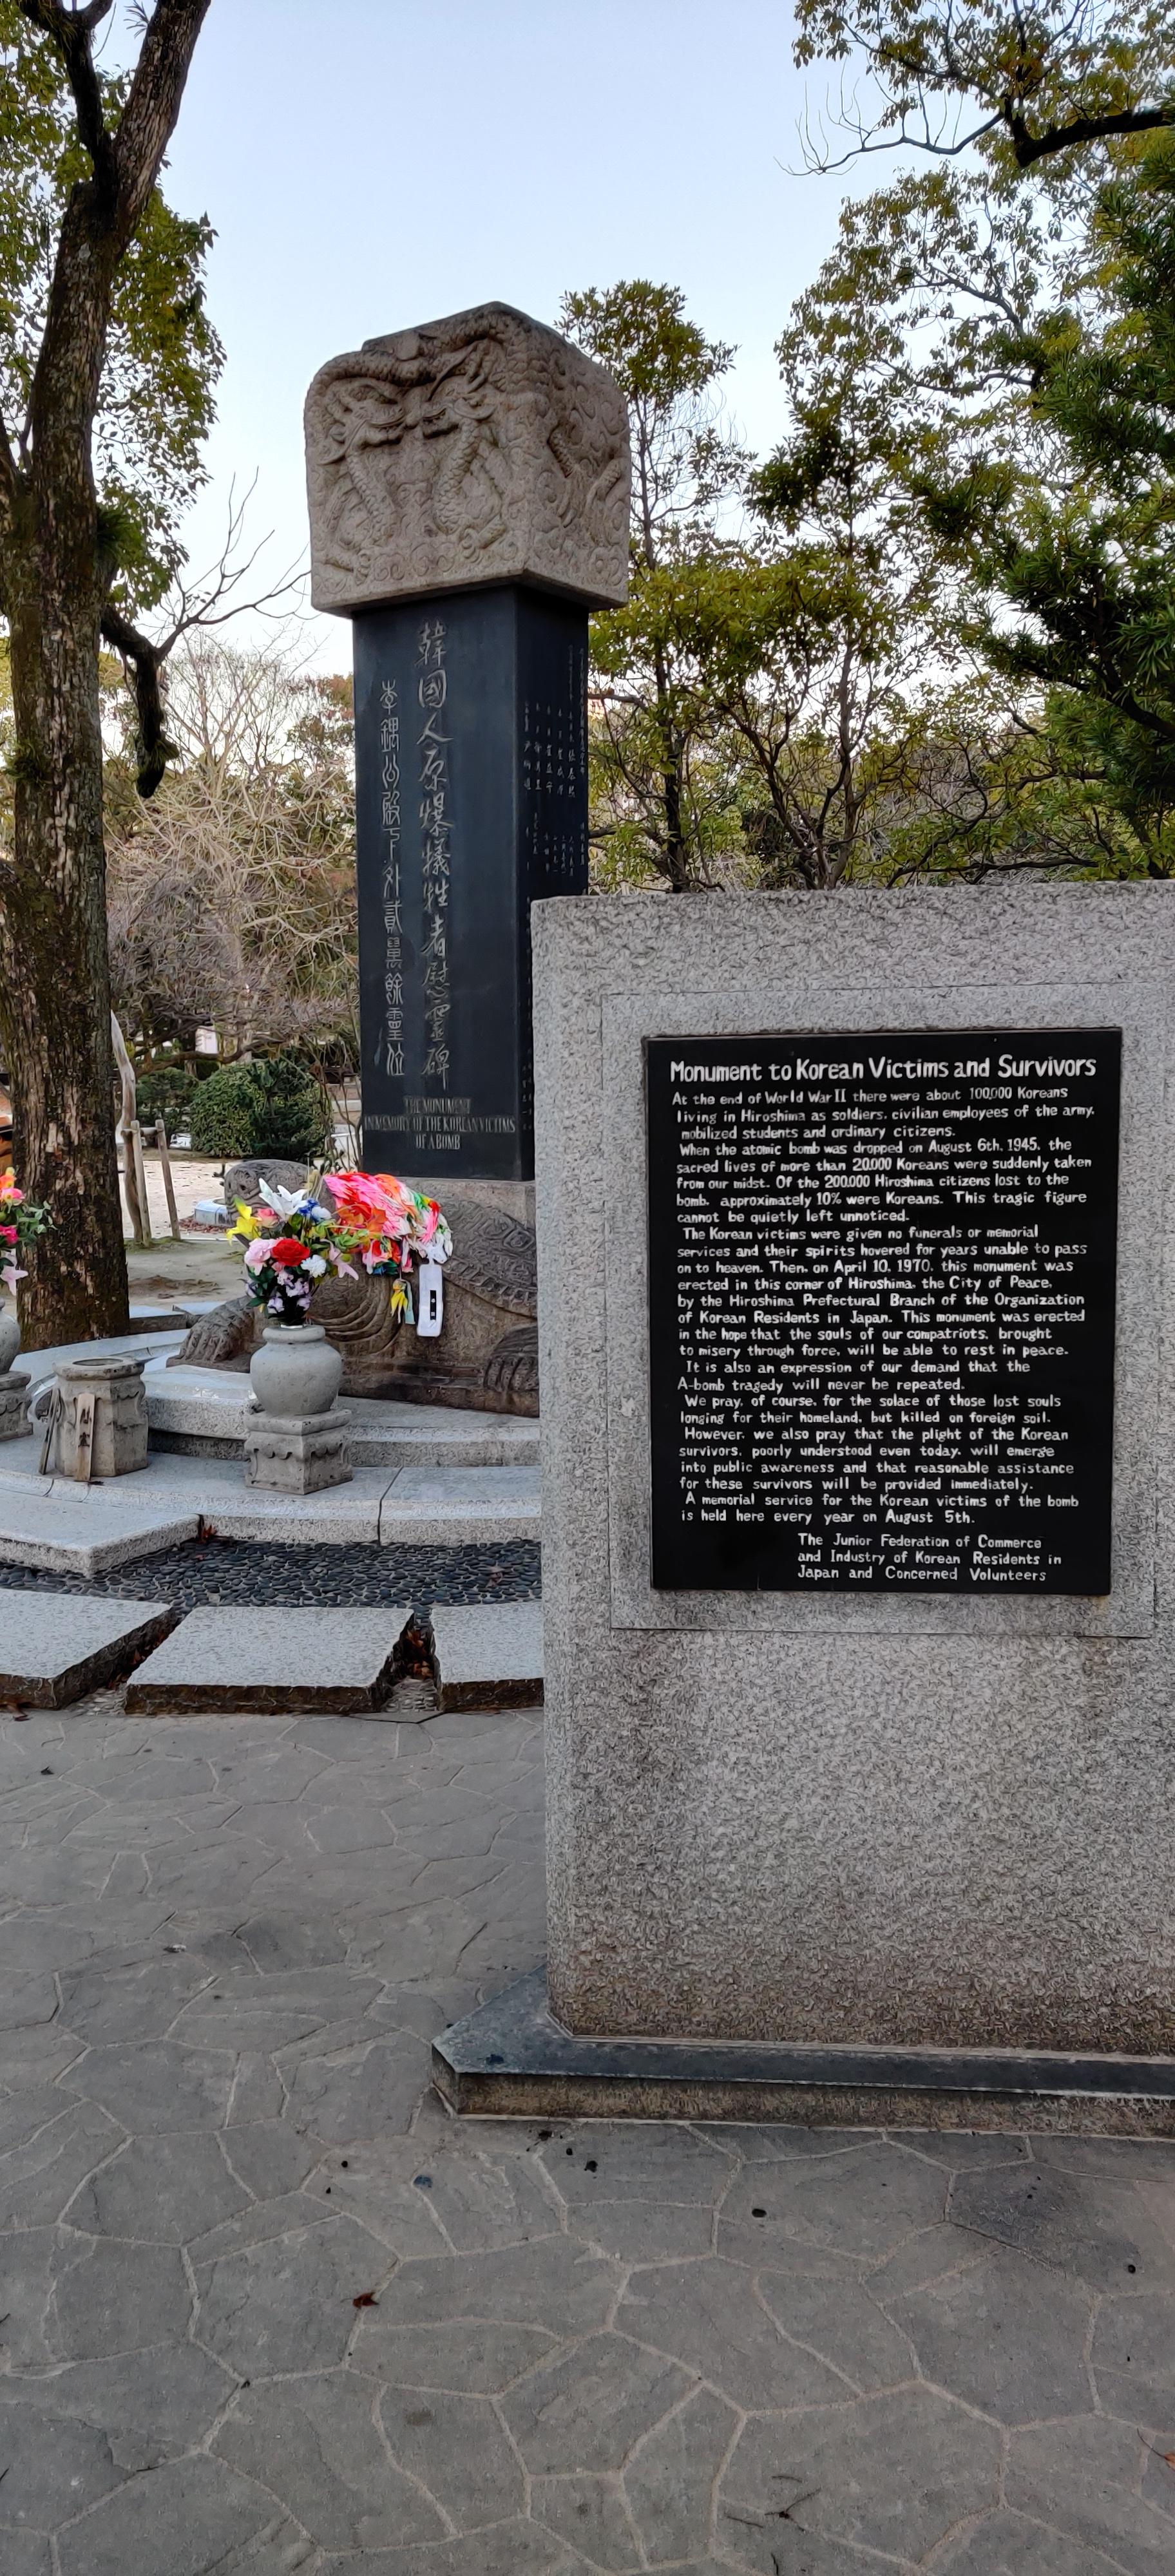 韓國人原爆犠牲者慰霊碑
李鍝公殿下外貳萬餘霊位
THE MONUMENT
IN MEMORY OF THE KOREAN VICTIMS
OF A BOMB
Monument to Korean Victims and Survivors
At the end of World War II there were about 100,000 Koreans
living in Hiroshima as soldiers, civilian employees of the army,
mobilized students and ordinary citizens.
When the atomic bomb was dropped on August 6th, 1945, the
sacred lives of more than 20,000 Koreans were suddenly taken
from our midst. Of the 200,000 Hiroshima citizens lost to the
bomb, approximately 10% were Koreans. This tragic figure
cannot be quietly left unnoticed.
The Korean victims were given no funerals or memorial
services and their spirits hovered for years unable to pass
on to heaven. Then, on April 10, 1970, this monument was
erected in this corner of Hiroshima, the City of Peace,
by the Hiroshima Prefectural Branch of the Organization
of Korean Residents in Japan. This monument was erected
in the hope that the souls of our compatriots, brought
to misery through force, will be able to rest in peace.
It is also an expression of our demand that the
A-bomb tragedy will never be repeated.
We pray, of course, for the solace of those lost souls
longing for their homeland, but killed on foreign soil.
However, we also pray that the plight of the Korean
survivors, poorly understood even today, will emerge
into public awareness and that reasonable assistance
for these survivors will be provided immediately.
A memorial service for the Korean victims of the bomb
is held here every year on August 5th.
The Junior Federation of Commerce
and Industry of Korean Residents in
Japan and Concerned Volunteers